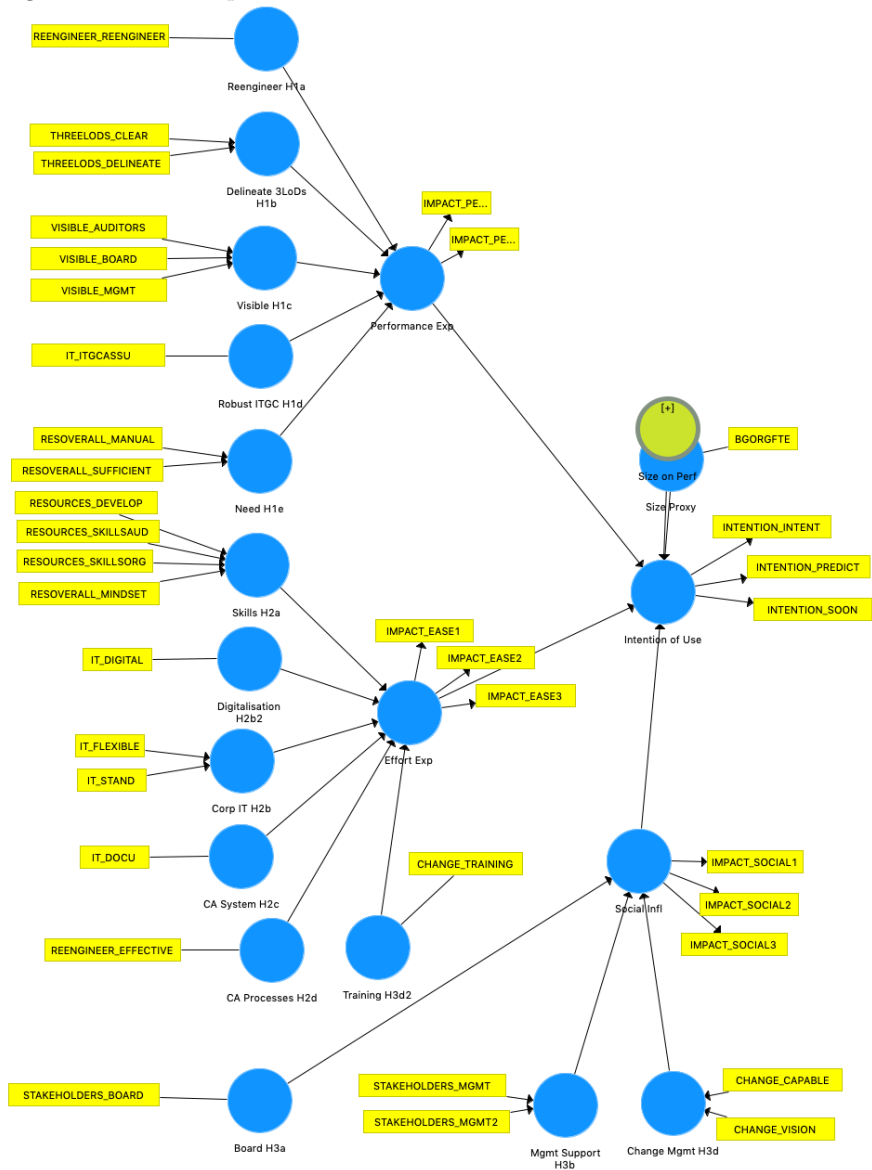 REENGINEER_REENGINEER
Reengineer H1a
THREELODS_CLEAR
THREELODS_DELINEATE
Delineate 3LoDs
H1b
VISIBLE_AUDITORS
VISIBLE_BOARD
VISIBLE_MGMT
Visible H1c
IMPACT_PE...
IMPACT_PE...
Performance Exp
IT_ITGCASSU
Robust ITGC H1d
RESOVERALL_MANUAL
RESOVERALL_SUFFICIENT
Need H1e
[+]
Size on Perf
Size Proxy
BGORGFTE
RESOURCES_DEVELOP
RESOURCES_SKILLSAUD
RESOURCES_SKILLSORG
RESOVERALL_MINDSET
Skills H2a
INTENTION_INTENT
INTENTION_PREDICT
INTENTION_SOON
Intention of Use
IT_DIGITAL
Digitalisation
H2b2
IMPACT_EASE1
IMPACT_EASE2
IMPACT_EASE3
Effort Exp
IT_FLEXIBLE
IT_STAND
Corp IT H2b
IT_DOCU
CA System H2c
CHANGE_TRAINING
Training H3d2
REENGINEER_EFFECTIVE
CA Processes H2d
IMPACT_SOCIAL1
IMPACT_SOCIAL2
IMPACT_SOCIAL3
Social Infl
STAKEHOLDERS_BOARD
Board H3a
STAKEHOLDERS_MGMT
STAKEHOLDERS_MGMT2
Mgmt Support
H3b
CHANGE_CAPABLE
CHANGE_VISION
Change Mgmt H3d